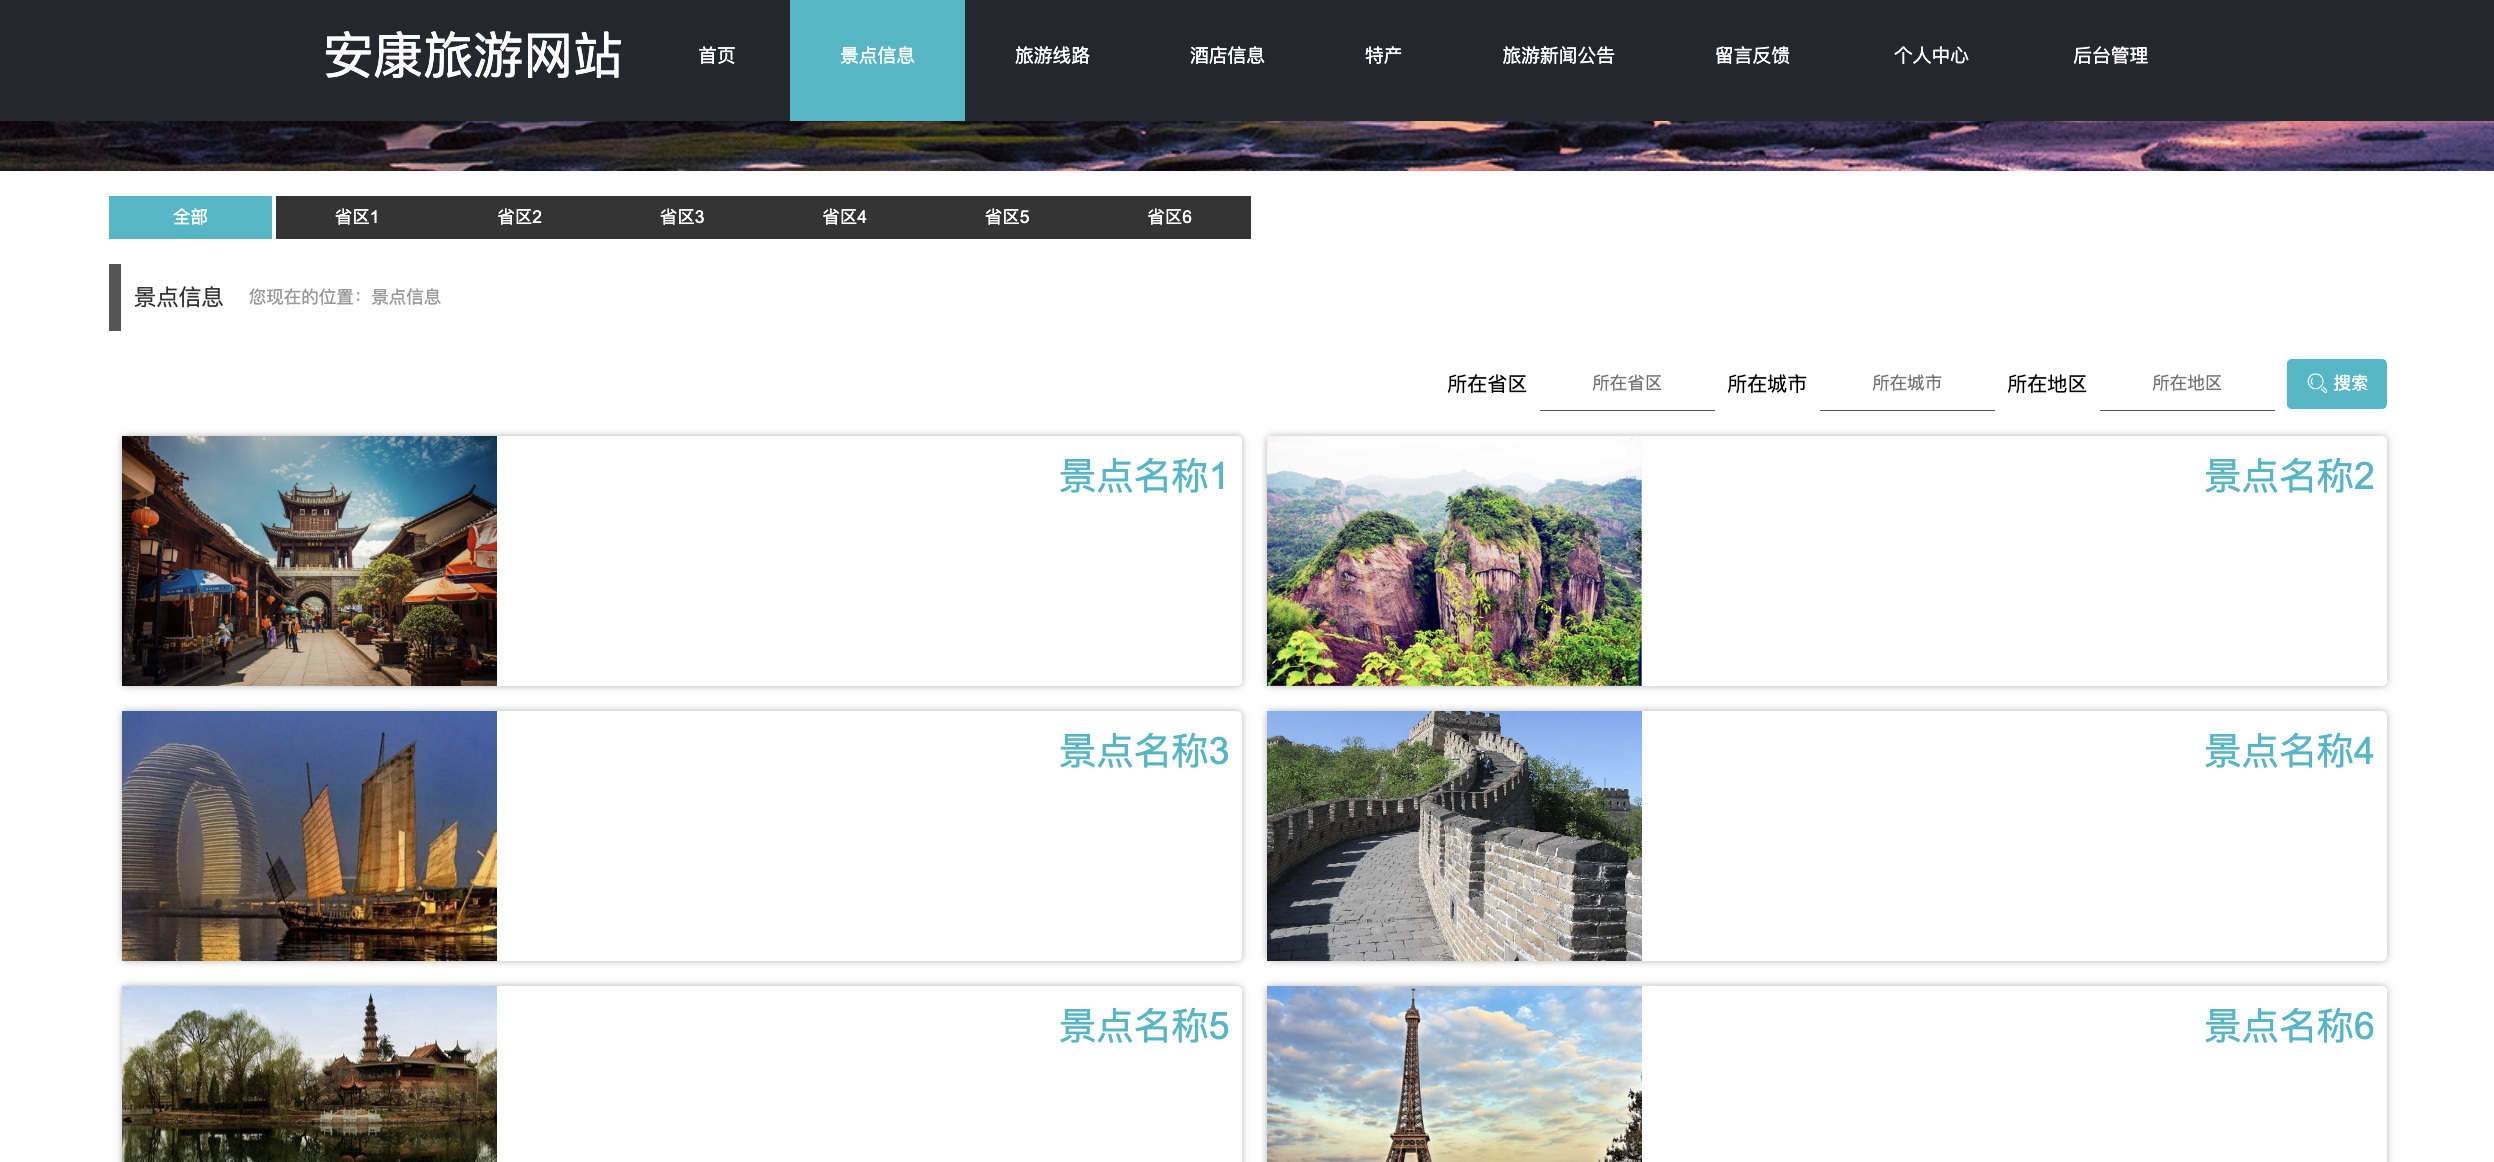 安康旅游网站 首页 景点信息 旅游线路 酒店信息 特产 旅游新闻公告 留言反馈 个人中心 后台管理
全部 省区1 省区2 省区3 省区4 省区5 省区6
景点信息 您现在的位置：景点信息
所在省区 所在省区 所在城市 所在城市 所在地区 所在地区 搜索
景点名称1 景点名称2
景点名称3 景点名称4
景点名称5 景点名称6